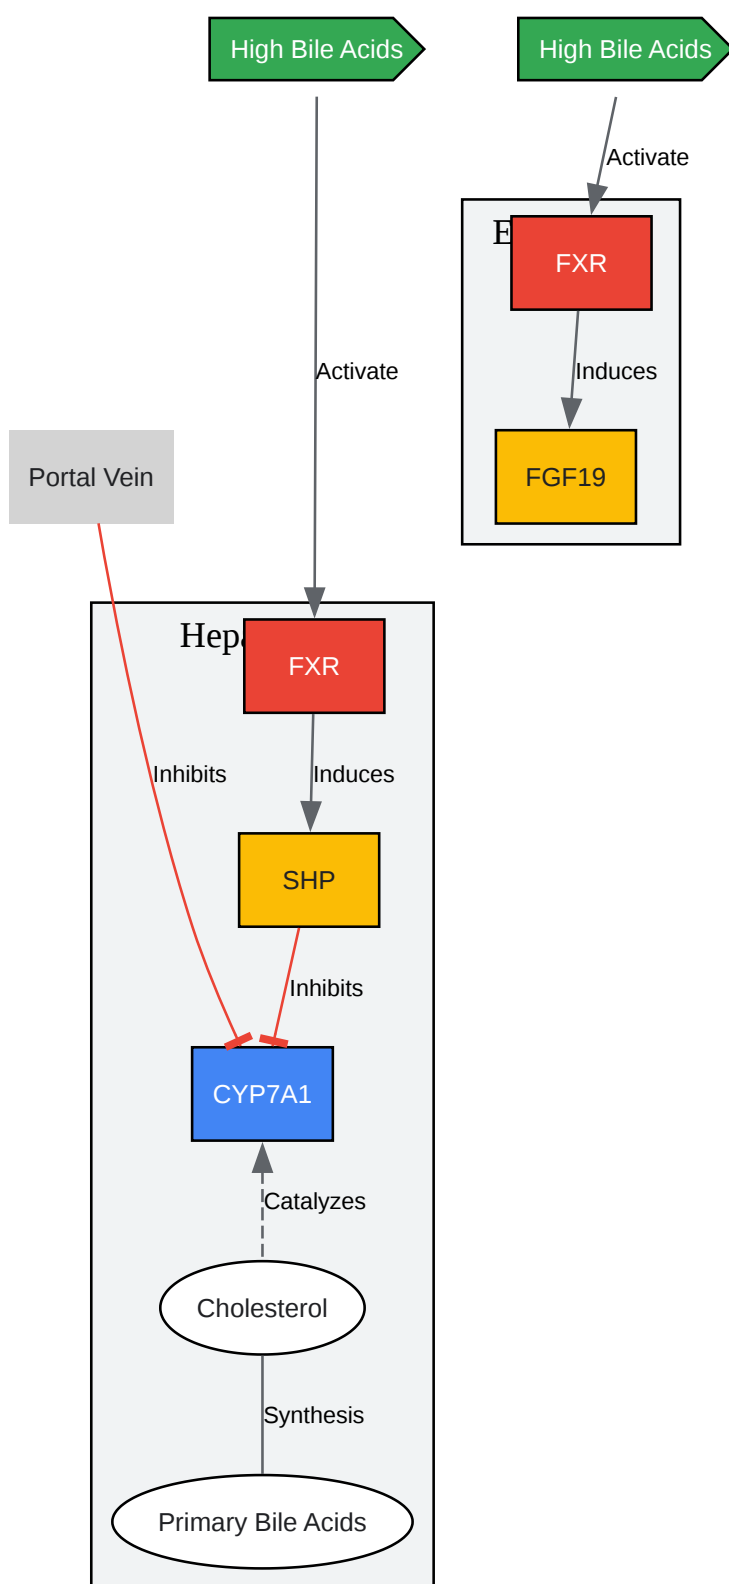 High Bile Acids
High Bile Acids
Activate
FXR
Activate
Induces
Portal Vein
FGF19
FXR
Inhibits
Induces
SHP
Inhibits
CYP7A1
Catalyzes
Cholesterol
Synthesis
Primary Bile Acids